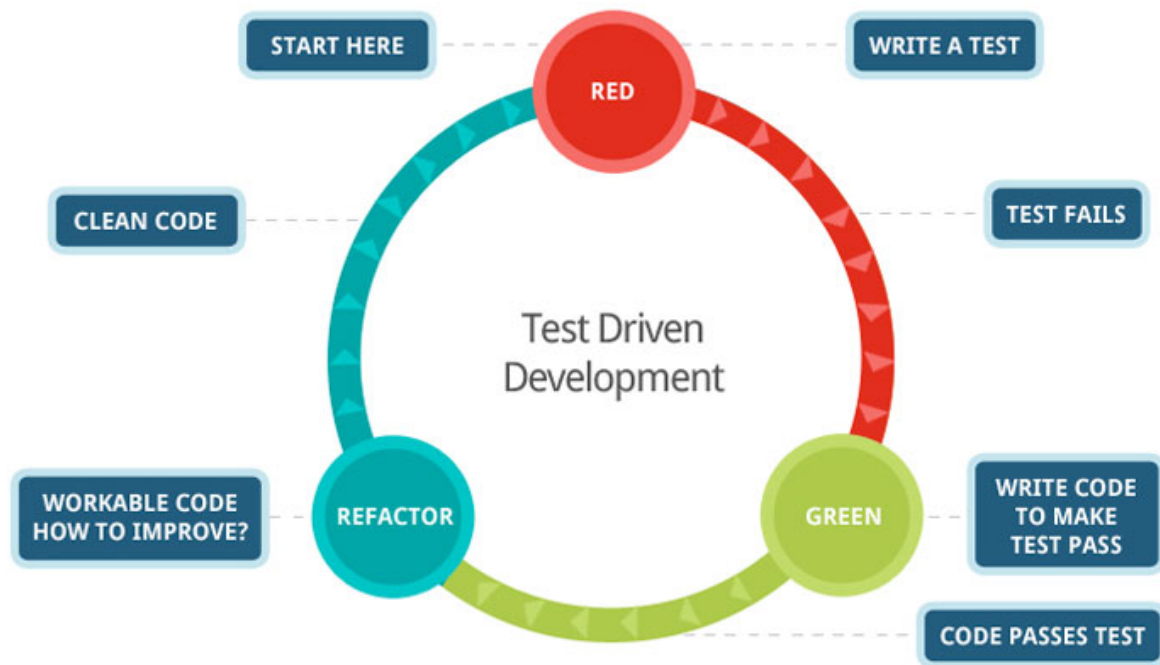 START HERE
RED
WRITE A TEST
CLEAN CODE
TEST FAILS
Test Driven
Development
WORKABLE CODE
HOW TO IMPROVE?
REFACTOR
GREEN
WRITE CODE
TO MAKE
TEST PASS
CODE PASSES TEST